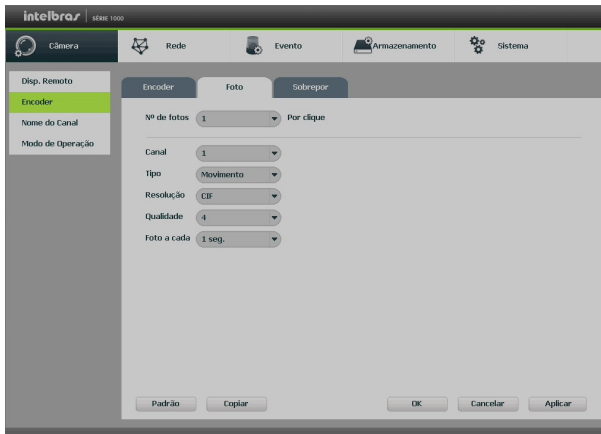 intelbras | SÉRIE 1000
Câmera Rede Evento Armazenamento Sistema
Disp. Remoto
Encoder
Nome do Canal
Modo de Operação
Encoder Foto Sobrepor
Nº de fotos 1 Por clique
Canal 1
Tipo Movimento
Resolução CIF
Qualidade 4
Foto a cada 1 seg.
Padrão Copiar OK Cancelar Aplicar